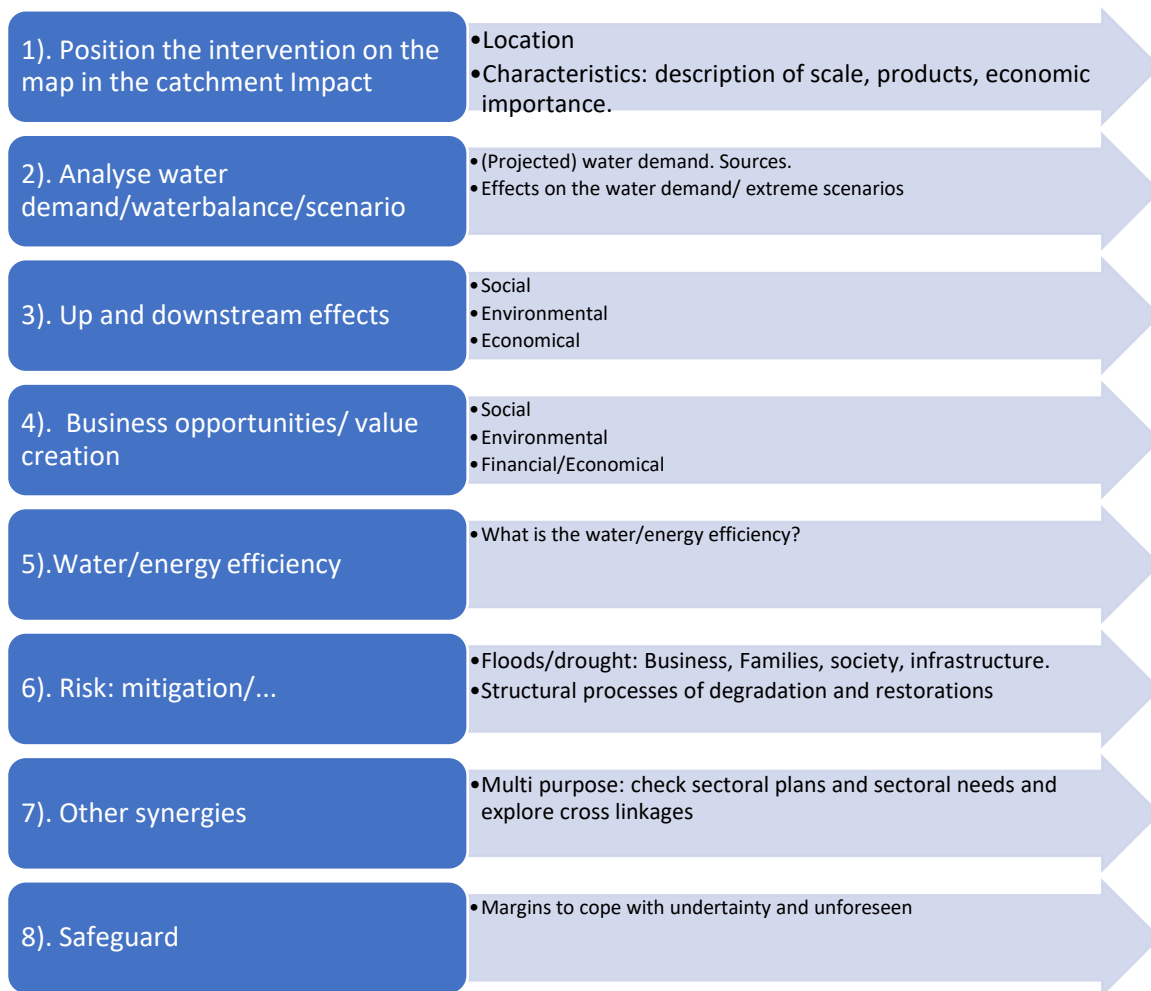 1). Position the intervention on the
map in the catchment Impact
•Location
•Characteristics: description of scale, products, economic
importance.
2). Analyse water
demand/waterbalance/scenario
•(Projected) water demand. Sources.
•Effects on the water demand/ extreme scenarios
3). Up and downstream effects
•Social
•Environmental
•Economical
4).  Business opportunities/ value
creation
•Social
•Environmental
•Financial/Economical
5).Water/energy efficiency
•What is the water/energy efficiency?
6). Risk: mitigation/...
•Floods/drought: Business, Families, society, infrastructure.
•Structural processes of degradation and restorations
7). Other synergies
•Multi purpose: check sectoral plans and sectoral needs and
explore cross linkages
8). Safeguard
•Margins to cope with undertainty and unforeseen